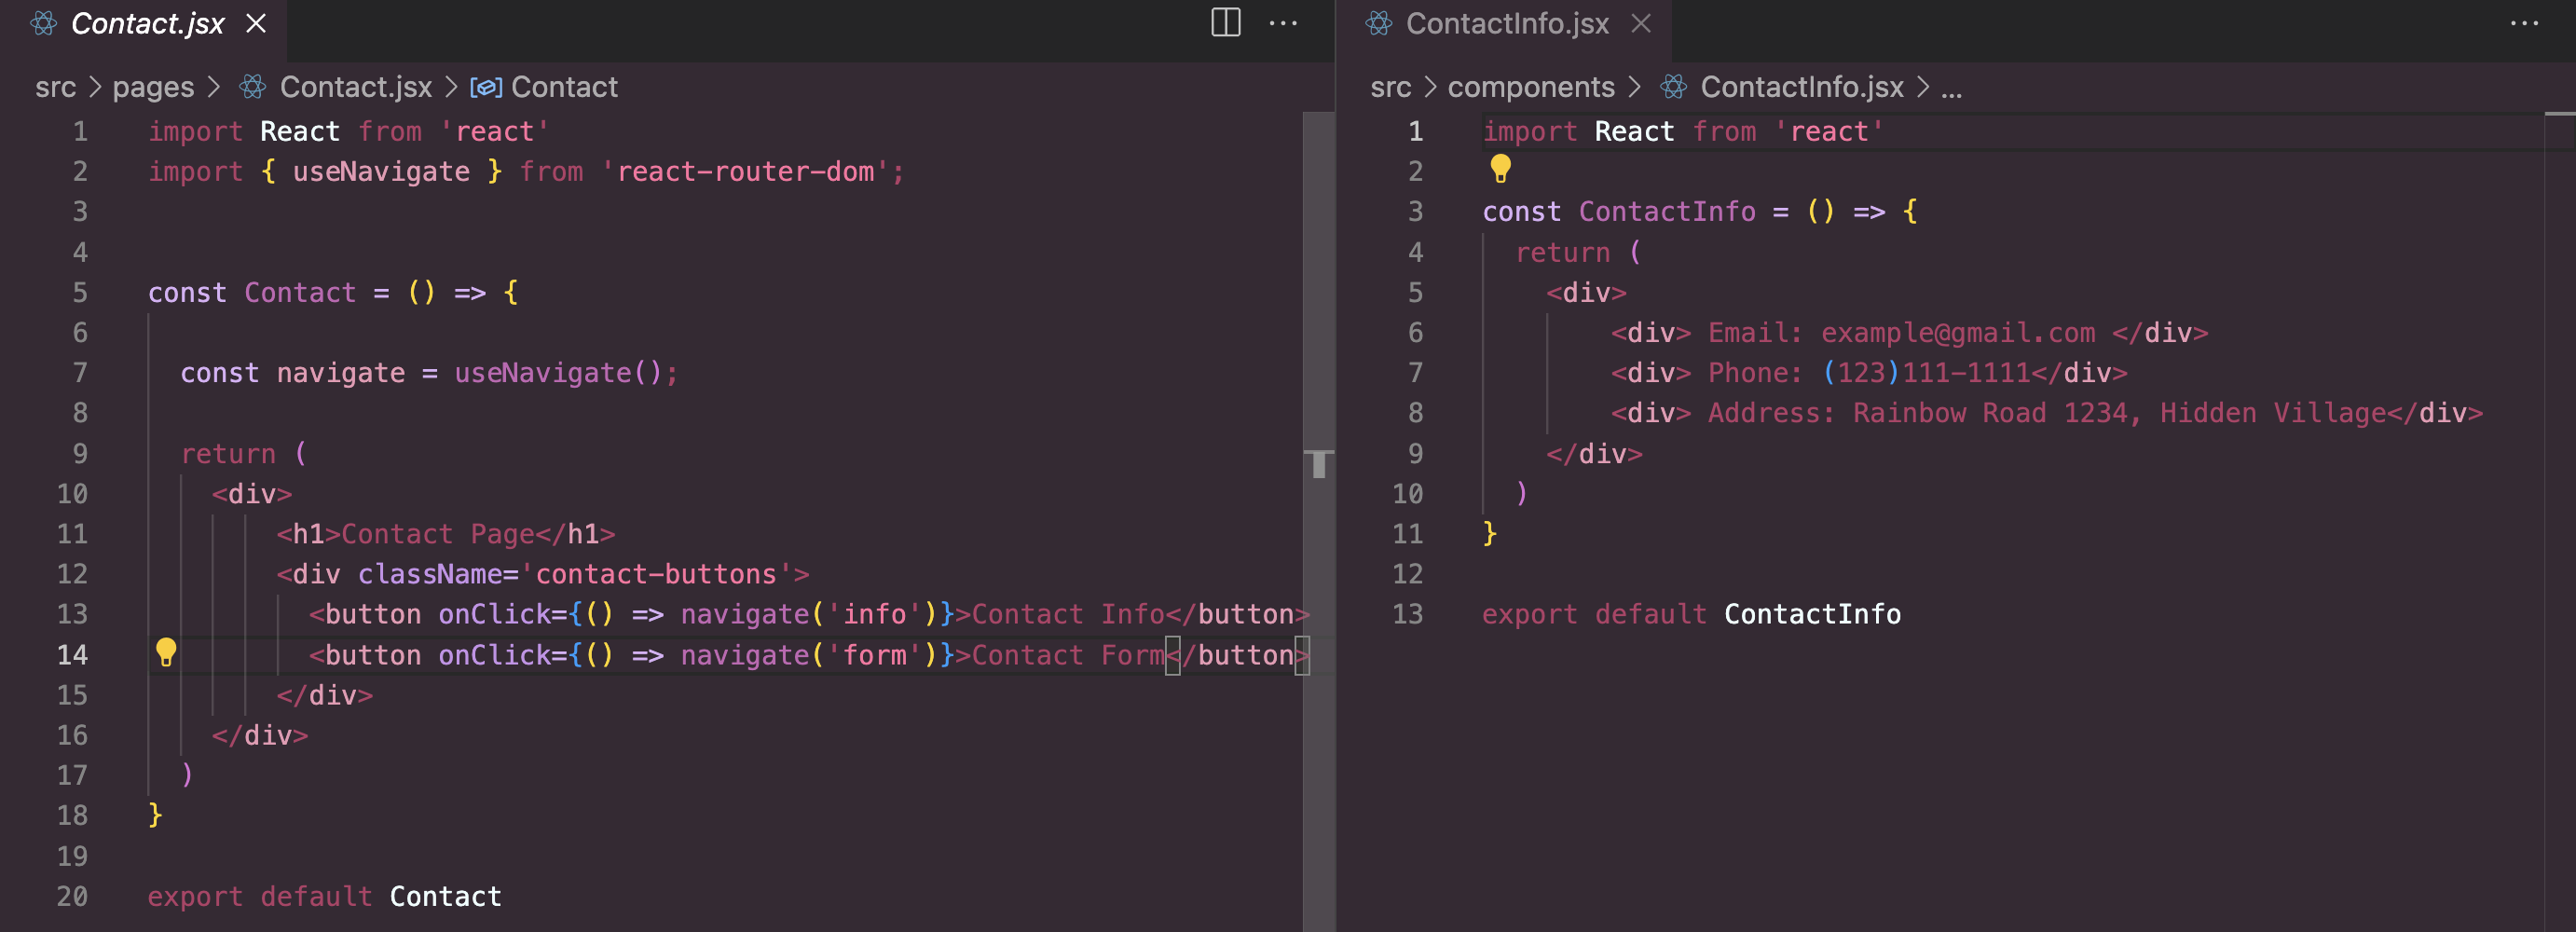 Contact.jsx
src > pages > Contact.jsx > Contact
1 import React from 'react'
2 import { useNavigate } from 'react-router-dom';
3
4
5 const Contact = () => {
6
7   const navigate = useNavigate();
8
9   return (
10     <div>
11         <h1>Contact Page</h1>
12         <div className='contact-buttons'>
13           <button onClick={() => navigate('info')}>Contact Info</button>
14           <button onClick={() => navigate('form')}>Contact Form</button>
15         </div>
16     </div>
17   )
18 }
19
20 export default Contact
ContactInfo.jsx
src > components > ContactInfo.jsx > ...
1 import React from 'react'
2
3 const ContactInfo = () => {
4   return (
5     <div>
6         <div> Email: example@gmail.com </div>
7         <div> Phone: (123)111-1111</div>
8         <div> Address: Rainbow Road 1234, Hidden Village</div>
9     </div>
10   )
11 }
12
13 export default ContactInfo